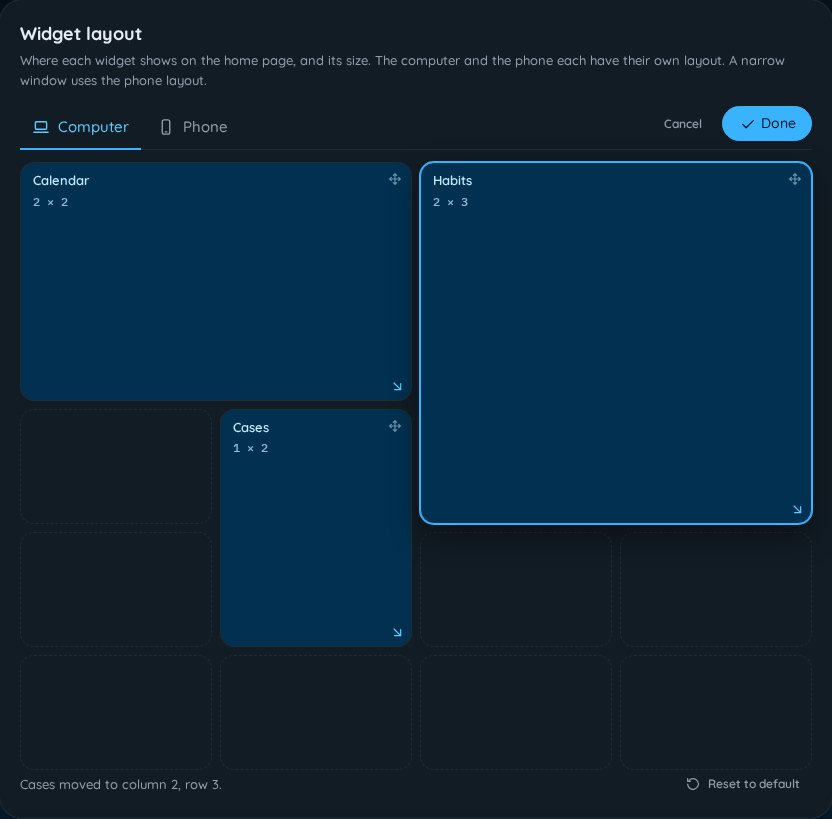 Widget layout
Where each widget shows on the home page, and its size. The computer and the phone each have their own layout. A narrow
window uses the phone layout.
Computer
Phone
Cancel
Done
Calendar
2 × 2
Habits
2 × 3
Cases
1 × 2
Cases moved to column 2, row 3.
Reset to default